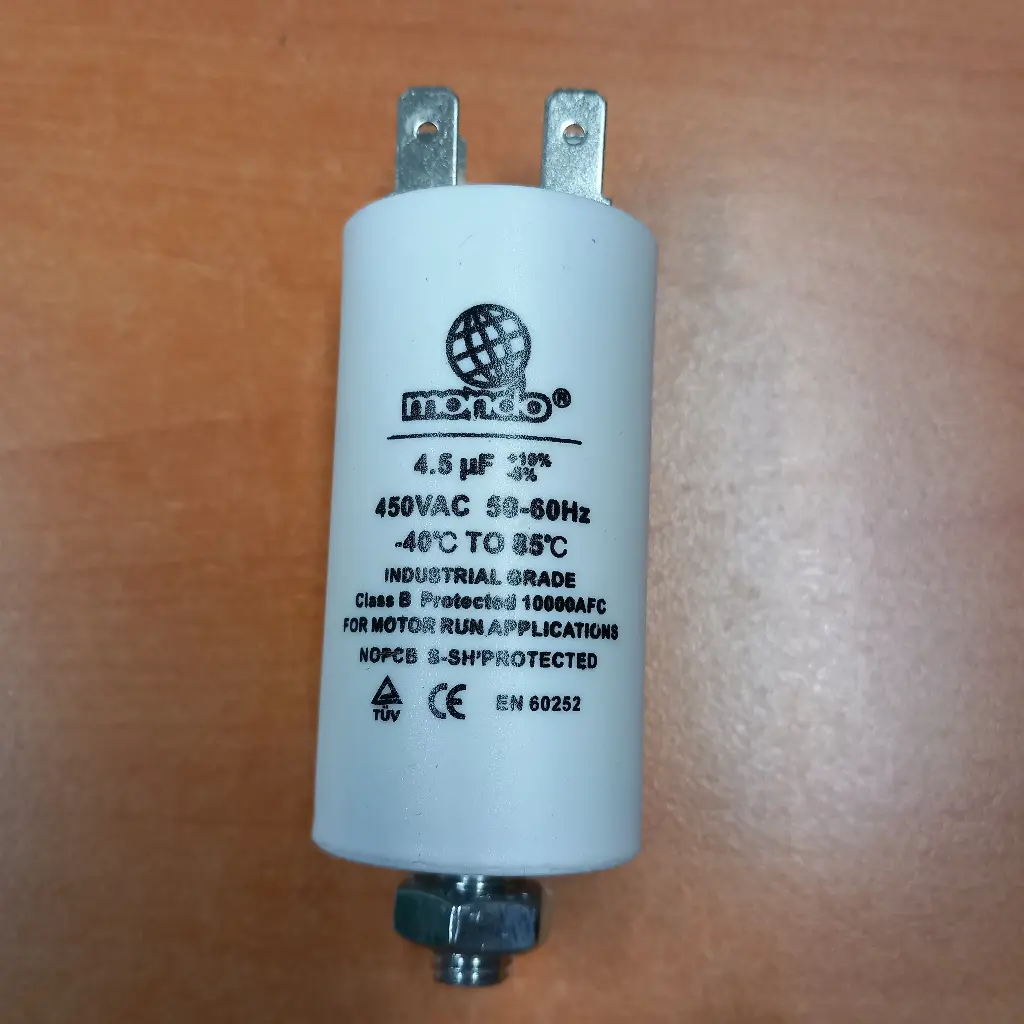 mondo®
4.5 µF +10% -5%
450VAC 50-60Hz
-40℃ TO 85℃
INDUSTRIAL GRADE
Class B Protected 10000AFC
FOR MOTOR RUN APPLICATIONS
NOPCB S-SH'PROTECTED
TÜV CE EN 60252